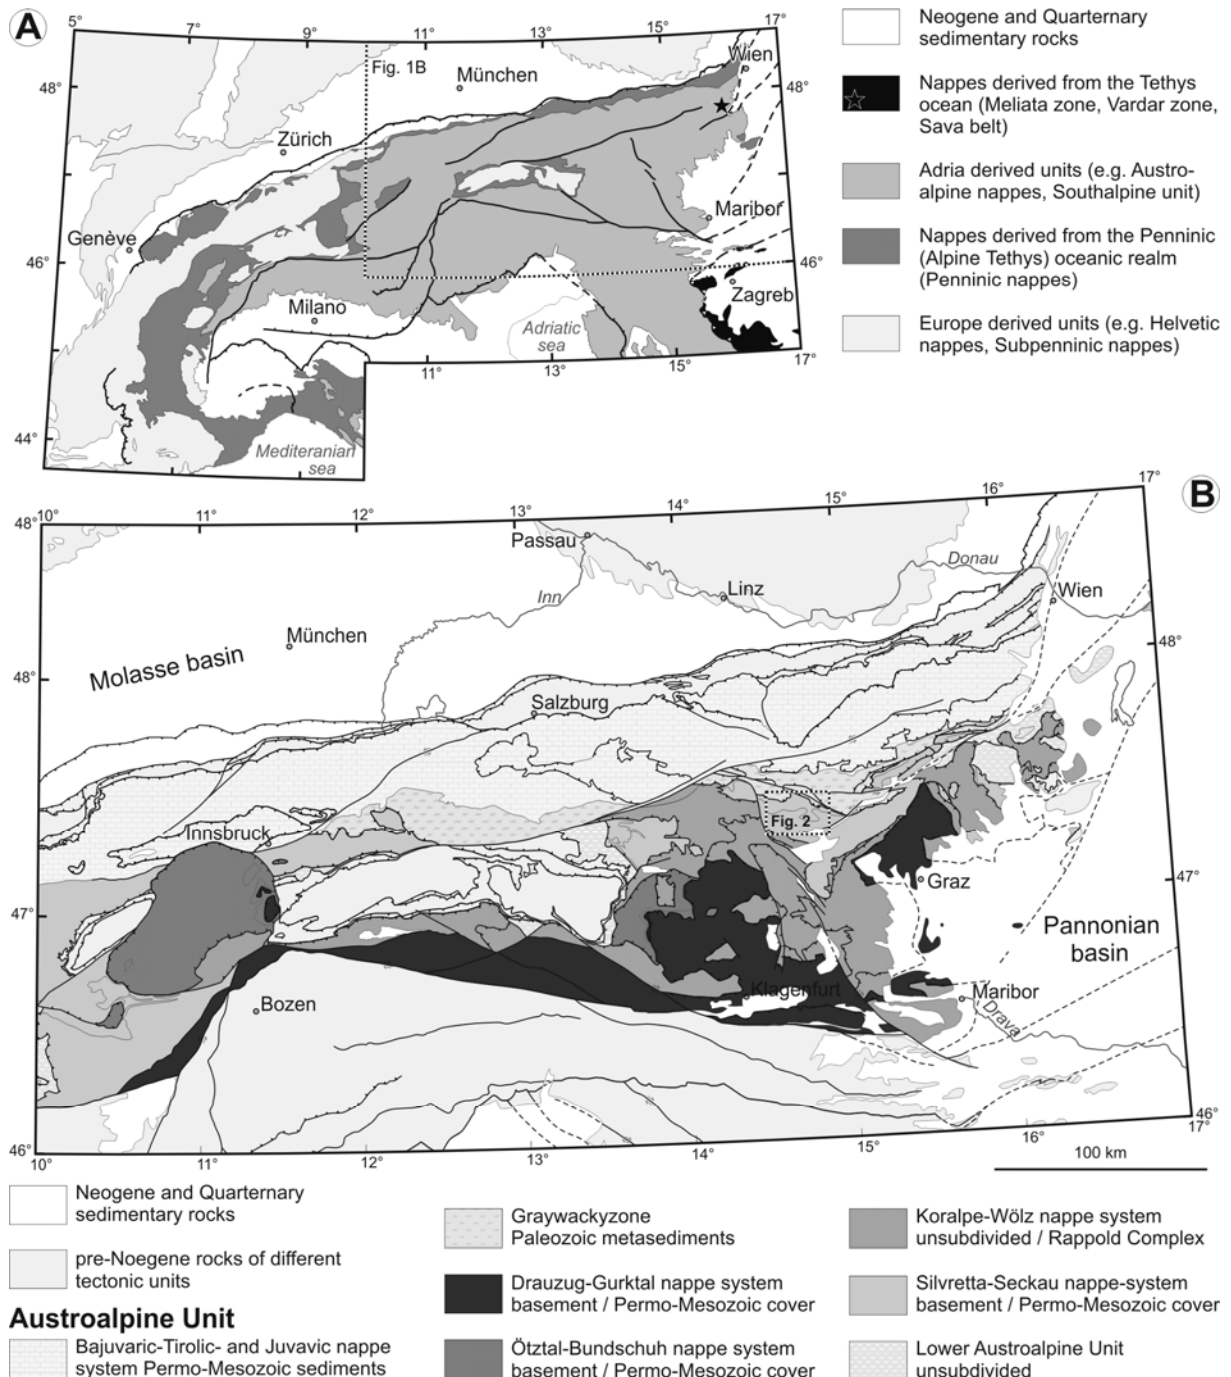 A
5°
7°
9°
11°
13°
15°
17°
Fig. 1B
München
Wien
48°
48°
Zürich
Maribor
Genève
46°
46°
Milano
Zagreb
Adriatic
sea
11°
13°
15°
17°
44°
Mediteranian
sea
Neogene and Quarternary
sedimentary rocks
Nappes derived from the Tethys
ocean (Meliata zone, Vardar zone,
Sava belt)
Adria derived units (e.g. Austro-
alpine nappes, Southalpine unit)
Nappes derived from the Penninic
(Alpine Tethys) oceanic realm
(Penninic nappes)
Europe derived units (e.g. Helvetic
nappes, Subpenninic nappes)
B
48°
10°
11°
12°
13°
14°
15°
16°
17°
Passau
Donau
Linz
Inn
Wien
München
48°
48°
Molasse basin
Salzburg
Innsbruck
Fig. 2
Graz
47°
47°
Pannonian
basin
Klagenfurt
Maribor
Bozen
Drava
46°
46°
10°
11°
12°
13°
14°
15°
16°
17°
100 km
Neogene and Quarternary
sedimentary rocks
pre-Noegene rocks of different
tectonic units
Austroalpine Unit
Bajuvaric-Tirolic- and Juvavic nappe
system Permo-Mesozoic sediments
Graywackyzone
Paleozoic metasediments
Drauzug-Gurktal nappe system
basement / Permo-Mesozoic cover
Ötztal-Bundschuh nappe system
basement / Permo-Mesozoic cover
Koralpe-Wölz nappe system
unsubdivided / Rappold Complex
Silvretta-Seckau nappe-system
basement / Permo-Mesozoic cover
Lower Austroalpine Unit
unsubdivided